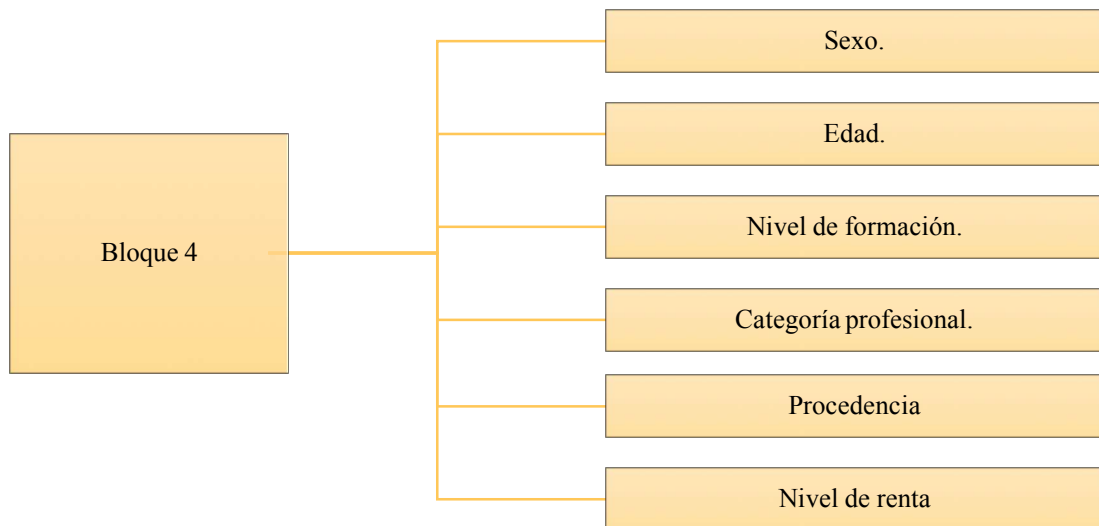 Bloque 4
Sexo.
Edad.
Nivel de formación.
Categoría profesional.
Procedencia
Nivel de renta